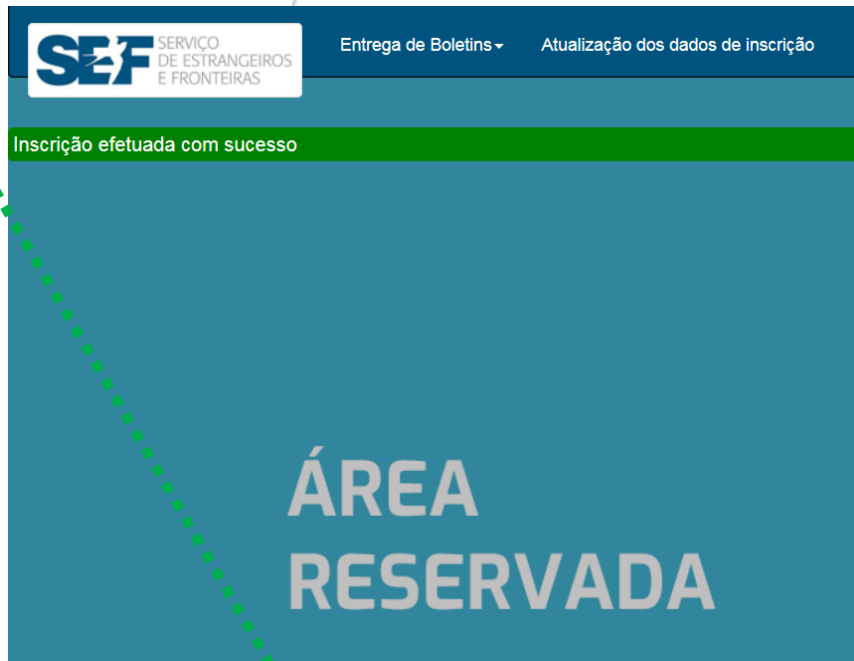 SEF
SERVIÇO
DE ESTRANGEIROS
E FRONTEIRAS
Entrega de Boletins
Atualização dos dados de inscrição
Inscrição efetuada com sucesso
ÁREA
RESERVADA